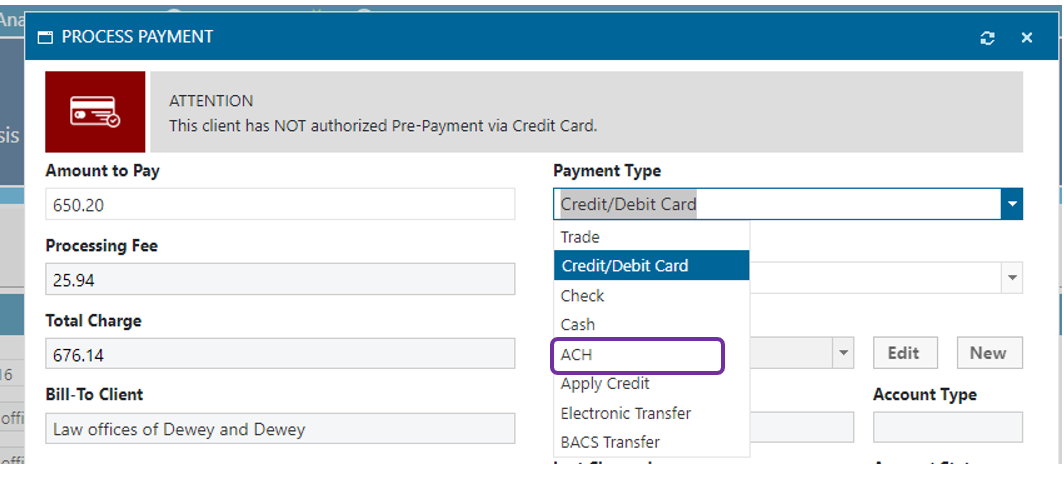 Ana
PROCESS PAYMENT
sis
ATTENTION
This client has NOT authorized Pre-Payment via Credit Card.
Amount to Pay
650.20
Processing Fee
25.94
Total Charge
676.14
Bill-To Client
Law offices of Dewey and Dewey
Payment Type
Credit/Debit Card
Trade
Credit/Debit Card
Check
Cash
ACH
Apply Credit
Electronic Transfer
BACS Transfer
Edit
New
Account Type
16
offi